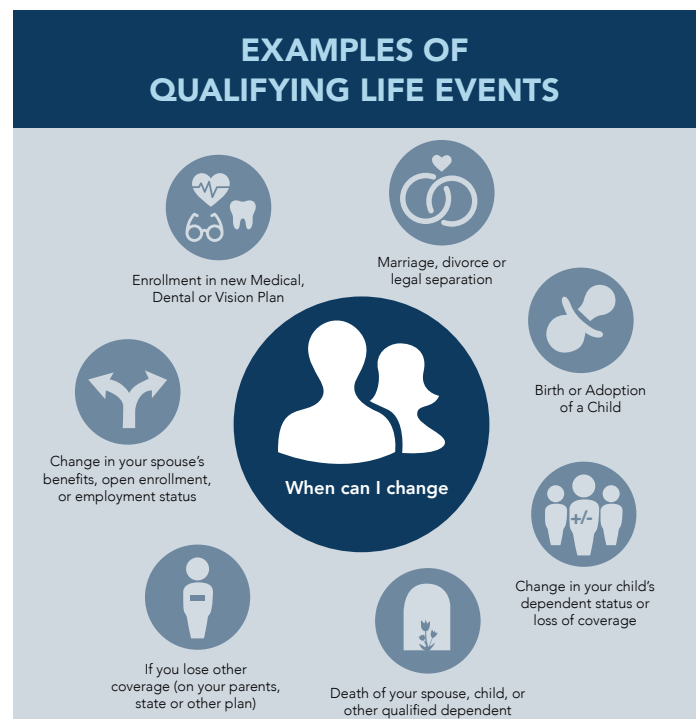 EXAMPLES OF
QUALIFYING LIFE EVENTS
Enrollment in new Medical,
Dental or Vision Plan
Marriage, divorce or
legal separation
Birth or Adoption
of a Child
Change in your spouse's
benefits, open enrollment,
or employment status
When can I change
+/-
Change in your child's
dependent status or
loss of coverage
If you lose other
coverage (on your parents,
state or other plan)
Death of your spouse, child, or
other qualified dependent